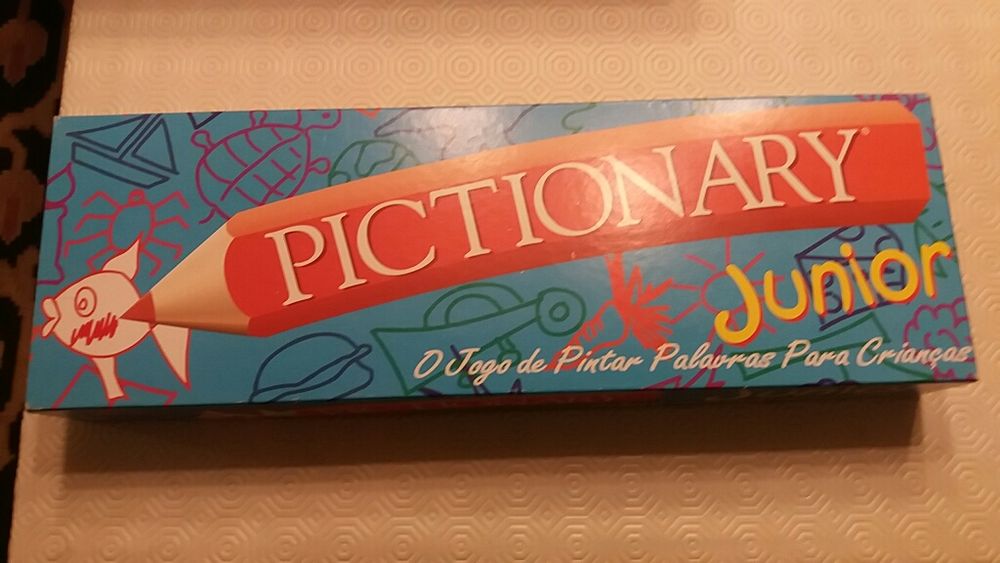 PICTIONARY®
Junior
O Jogo de Pintar Palavras Para Crianças